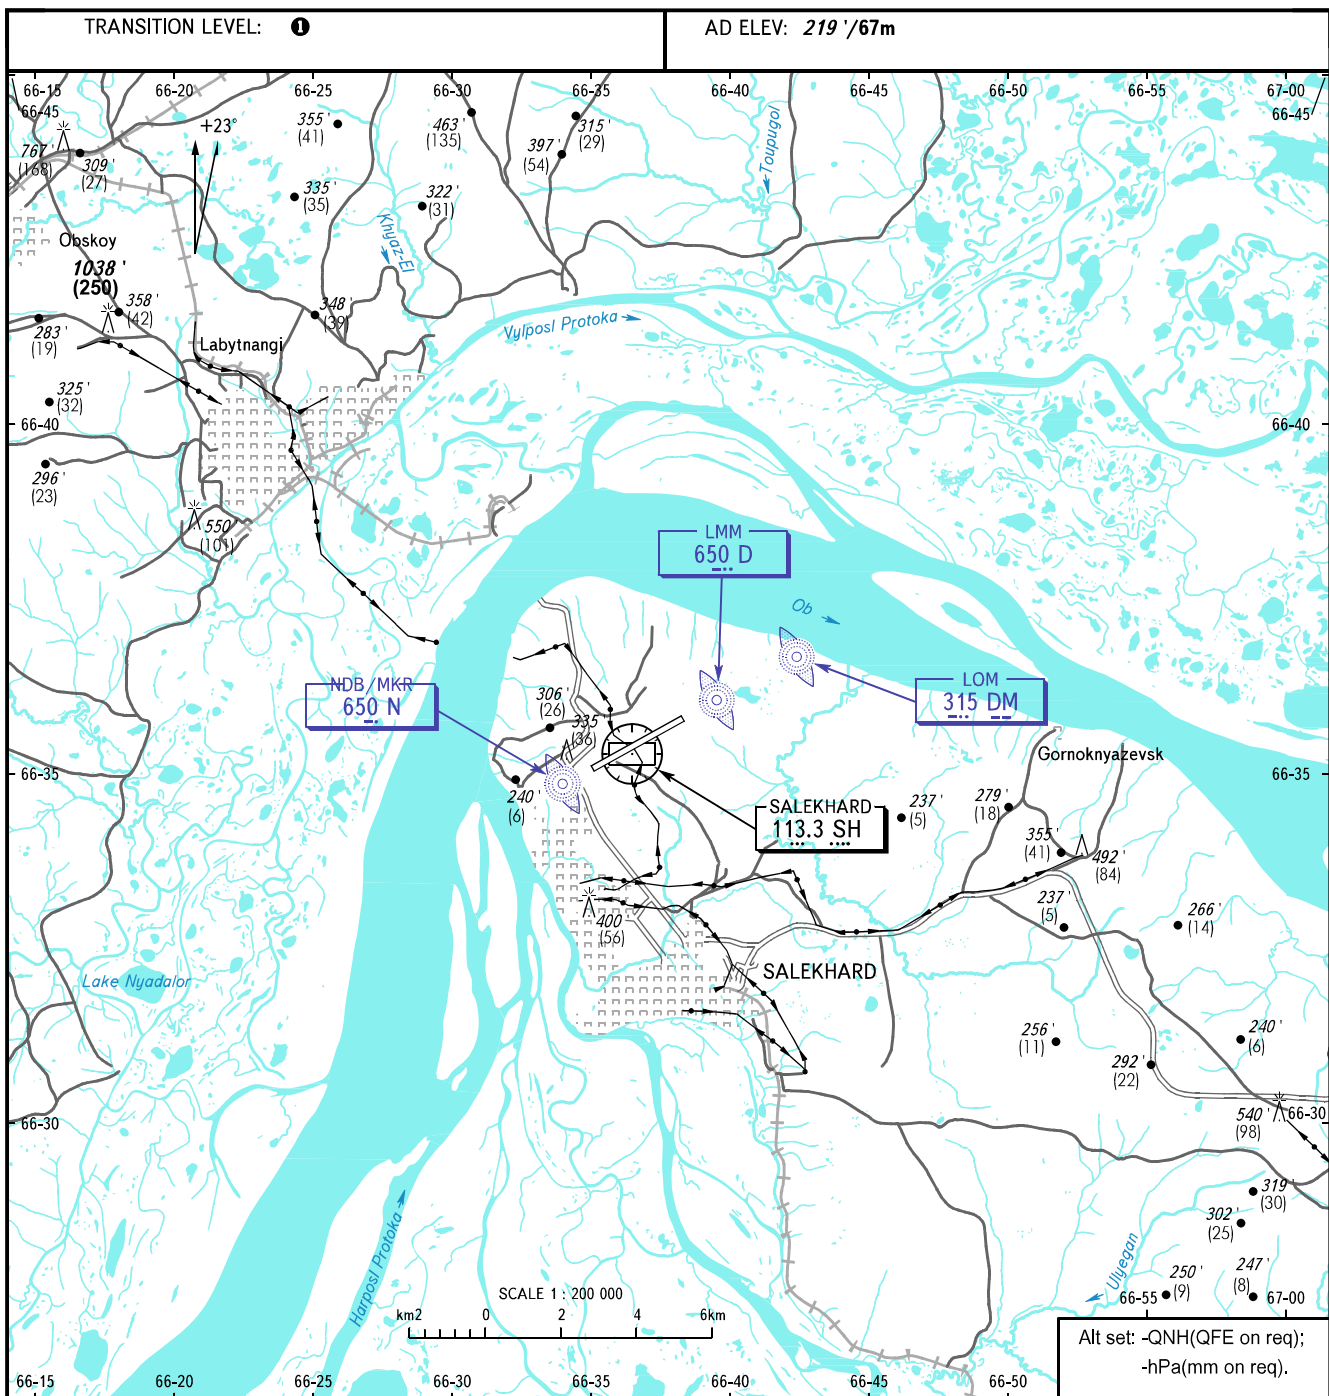 TRANSITION LEVEL: ❶
AD ELEV: 219 '/67m
66-15 66-20 66-25 66-30 66-35 66-40 66-45 66-50 66-55 67-00
66-45 66-45
767 '
(168)
309 '
(27)
+23°
355 '
(41)
463 '
(135)
315 '
(29)
397 '
(54)
Toupugol
335 '
(35)
322 '
(31)
Khyaz-El
Obskoy
1038 '
(250)
358 '
(42)
348 '
(39)
283 '
(19)
Labytnangi
Vylposl Protoka
325 '
(32)
66-40 66-40
296 '
(23)
550 '
(101)
LMM
650 D
Ob
NDB/MKR
650 N
LOM
315 DM
306 '
(26)
335 '
(36)
Gornoknyazevsk
66-35 66-35
240 '
(6)
SALEKHARD
113.3 SH
237 '
(5)
279 '
(18)
355 '
(41)
492 '
(84)
237 '
(5)
266 '
(14)
400 '
(56)
SALEKHARD
Lake Nyadalor
256 '
(11)
240 '
(6)
292 '
(22)
66-30 66-30
540 '
(98)
319 '
(30)
302 '
(25)
Harposl Protoka
Ulyegan
250 '
(9)
247 '
(8)
66-55 67-00
SCALE 1 : 200 000
km2 0 2 4 6km
Alt set: -QNH(QFE on req);
-hPa(mm on req).
66-15 66-20 66-25 66-30 66-35 66-40 66-45 66-50